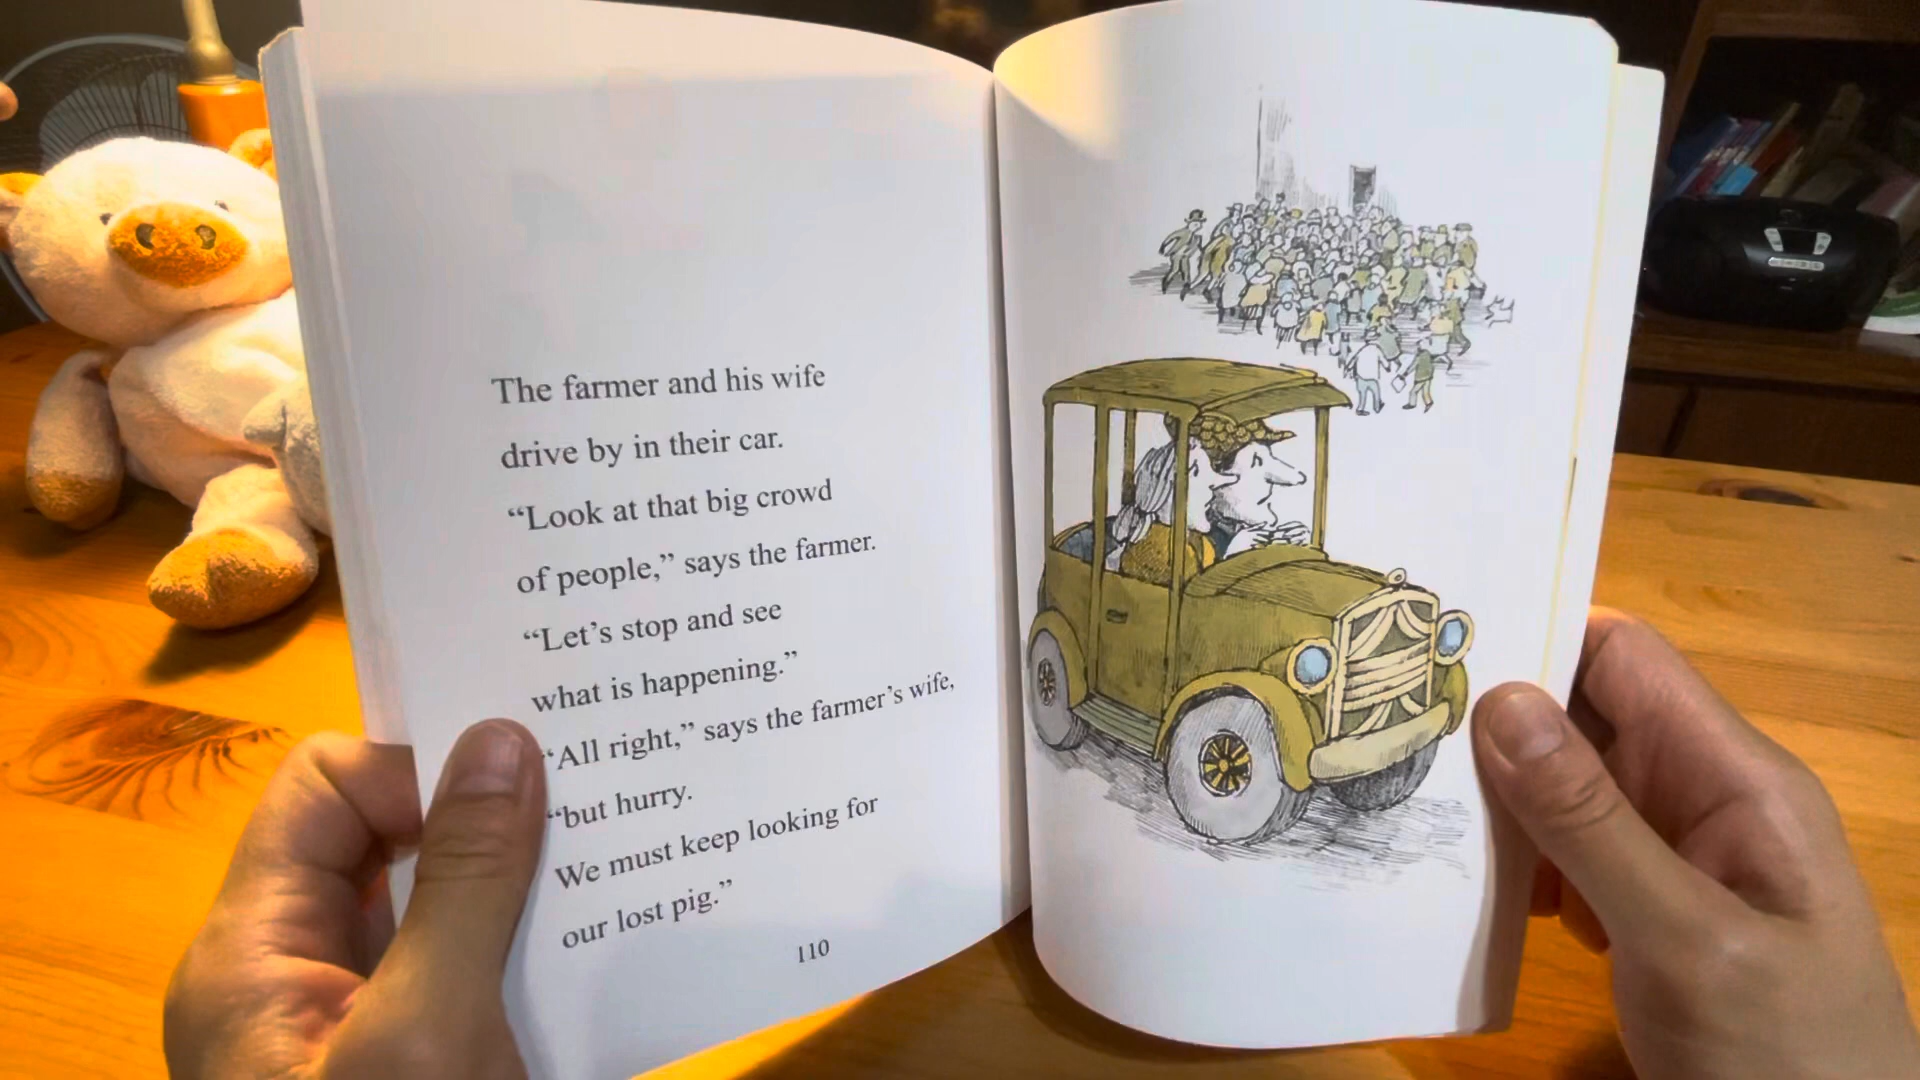 The farmer and his wife
drive by in their car.
“Look at that big crowd
of people,” says the farmer.
“Let’s stop and see
what is happening.”
“All right,” says the farmer’s wife,
“but hurry.
We must keep looking for
our lost pig.”
110